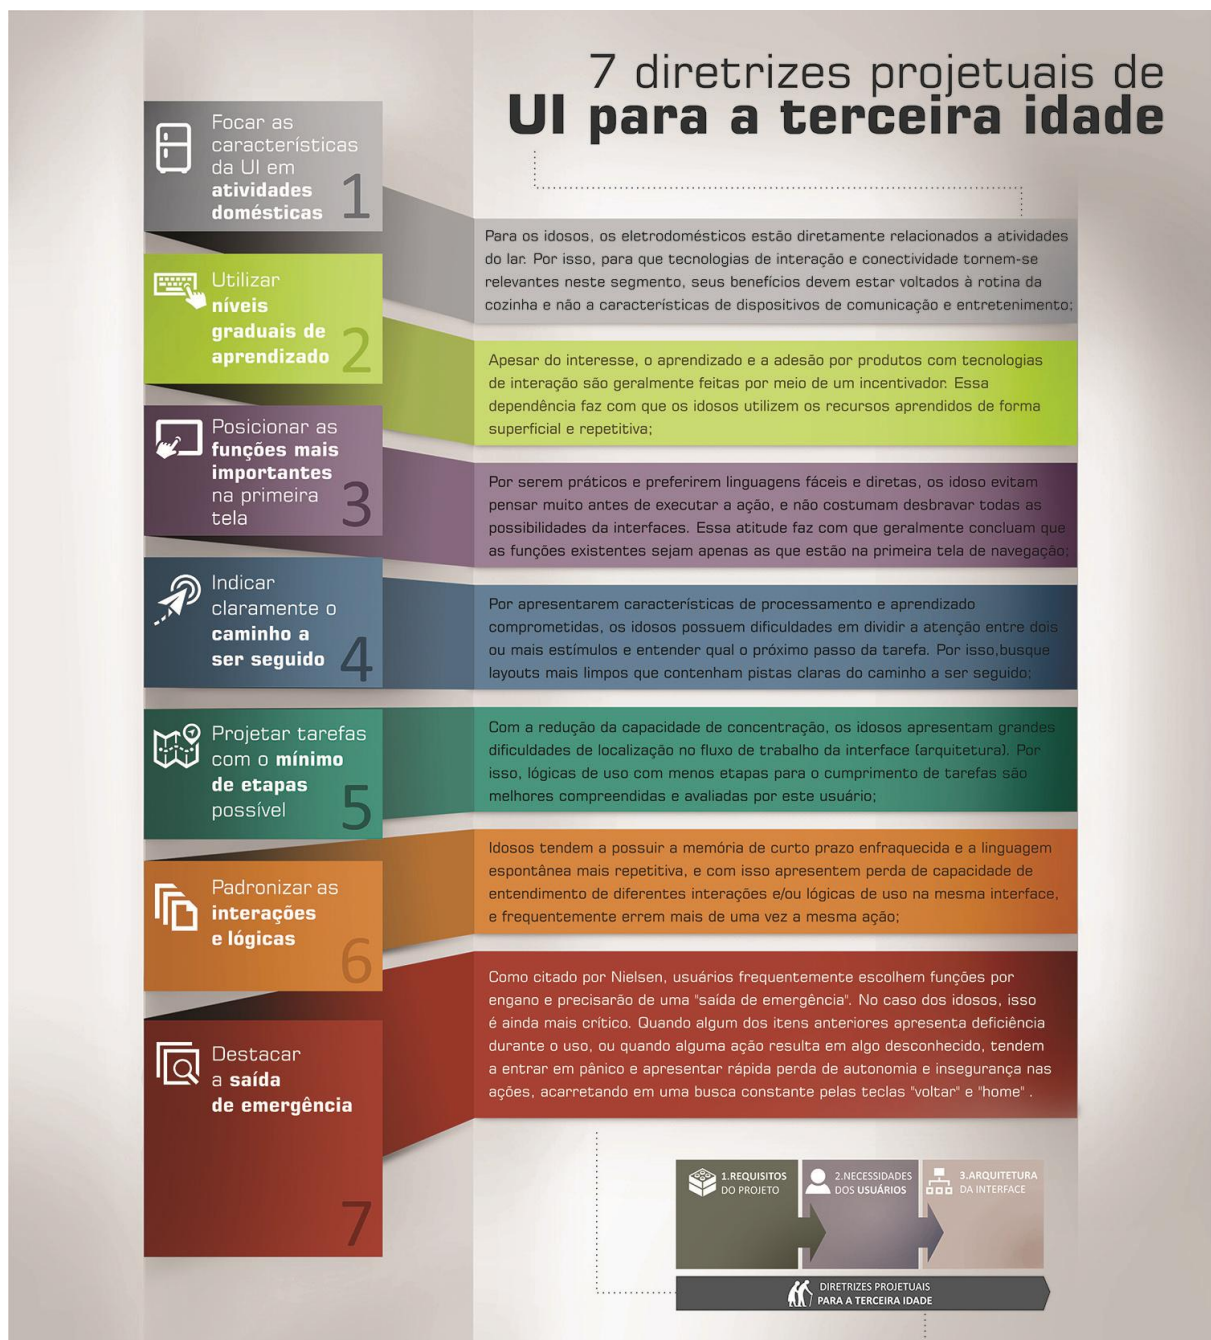 7 diretrizes projetuais de
UI para a terceira idade
Focar as
características
da UI em
atividades
domésticas
1
Para os idosos, os eletrodomésticos estão diretamente relacionados a atividades
do lar. Por isso, para que tecnologias de interação e conectividade tornem-se
relevantes neste segmento, seus benefícios devem estar voltados à rotina da
cozinha e não a características de dispositivos de comunicação e entretenimento;
Utilizar
níveis
graduais de
aprendizado
2
Apesar do interesse, o aprendizado e a adesão por produtos com tecnologias
de interação são geralmente feitas por meio de um incentivador. Essa
dependência faz com que os idosos utilizem os recursos aprendidos de forma
superficial e repetitiva;
Posicionar as
funções mais
importantes
na primeira
tela
3
Por serem práticos e preferirem linguagens fáceis e diretas, os idoso evitam
pensar muito antes de executar a ação, e não costumam desbravar todas as
possibilidades da interfaces. Essa atitude faz com que geralmente concluam que
as funções existentes sejam apenas as que estão na primeira tela de navegação;
Indicar
claramente o
caminho a
ser seguido
4
Por apresentarem características de processamento e aprendizado
comprometidas, os idosos possuem dificuldades em dividir a atenção entre dois
ou mais estímulos e entender qual o próximo passo da tarefa. Por isso,busque
layouts mais limpos que contenham pistas claras do caminho a ser seguido;
Projetar tarefas
com o mínimo
de etapas
possível
5
Com a redução da capacidade de concentração, os idosos apresentam grandes
dificuldades de localização no fluxo de trabalho da interface (arquitetura). Por
isso, lógicas de uso com menos etapas para o cumprimento de tarefas são
melhores compreendidas e avaliadas por este usuário;
Padronizar as
interações
e lógicas
6
Idosos tendem a possuir a memória de curto prazo enfraquecida e a linguagem
espontânea mais repetitiva, e com isso apresentem perda de capacidade de
entendimento de diferentes interações e/ou lógicas de uso na mesma interface,
e frequentemente errem mais de uma vez a mesma ação;
Destacar
a saída
de emergência
7
Como citado por Nielsen, usuários frequentemente escolhem funções por
engano e precisarão de uma "saída de emergência". No caso dos idosos, isso
é ainda mais crítico. Quando algum dos itens anteriores apresenta deficiência
durante o uso, ou quando alguma ação resulta em algo desconhecido, tendem
a entrar em pânico e apresentar rápida perda de autonomia e insegurança nas
ações, acarretando em uma busca constante pelas teclas "voltar" e "home" .
1.REQUISITOS
DO PROJETO
2.NECESSIDADES
DOS USUÁRIOS
3.ARQUITETURA
DA INTERFACE
DIRETRIZES PROJETUAIS
PARA A TERCEIRA IDADE